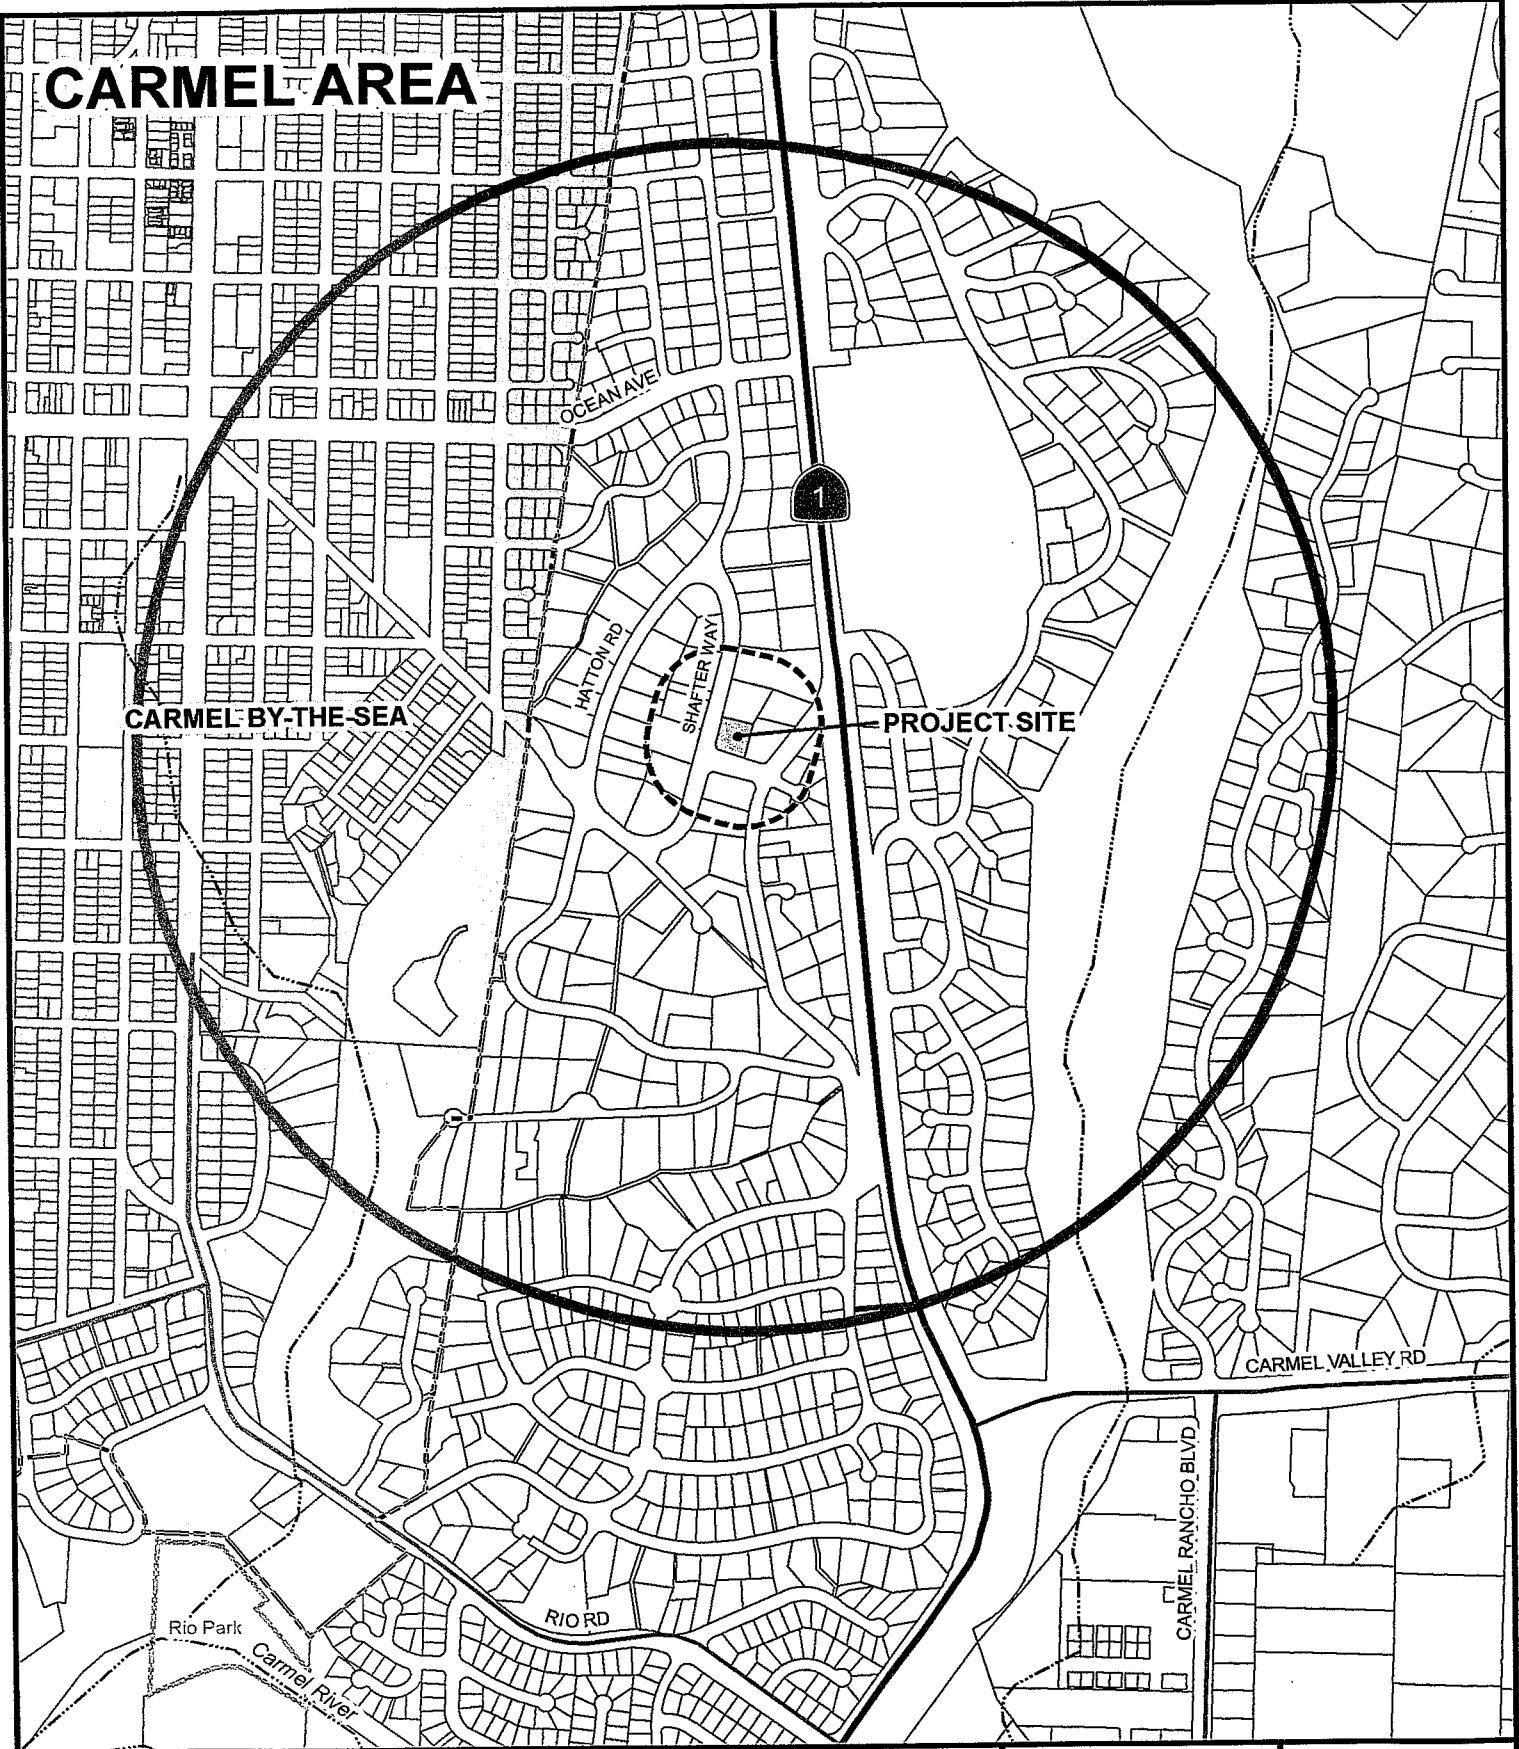 CARMEL AREA
OCEAN AVE
1
HATTON RD
SHAFTER WAY
CARMEL BY-THE-SEA
PROJECT SITE
CARMEL VALLEY RD
CARMEL RANCHO BLVD
RIO RD
Rio Park
Carmel River